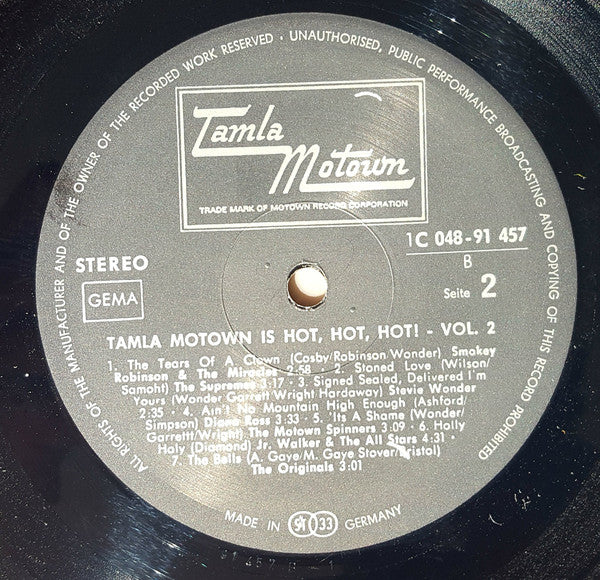 ALL RIGHTS OF THE MANUFACTURER AND OF THE OWNER OF THE RECORDED WORK RESERVED · UNAUTHORISED, PUBLIC PERFORMANCE BROADCASTING AND COPYING OF THIS RECORD PROHIBITED
Tamla
Motown
TRADE MARK OF MOTOWN RECORD CORPORATION
1C 048-91 457
STEREO
B
GEMA
Seite 2
TAMLA MOTOWN IS HOT, HOT, HOT! - VOL. 2
1. The Tears Of A Clown (Cosby/Robinson/Wonder) Smokey
Robinson & The Miracles 2:58 · 2. Stoned Love (Wilson/
Samoht) The Supremes 3:17 · 3. Signed Sealed, Delivered I'm
Yours (Wonder Garrett Wright Hardaway) Stevie Wonder
2:35 · 4. Ain't No Mountain High Enough (Ashford/
Simpson) Diana Ross 3:33 · 5. 'Its A Shame (Wonder/
Garrettt/Wright) The Motown Spinners 3:09 · 6. Holly
Haly (Diamond) Jr. Walker & The All Stars 4:31 ·
7. The Bells (A. Gaye/M. Gaye Stover/Bristol)
The Originals 3:01
MADE IN ST 33 GERMANY